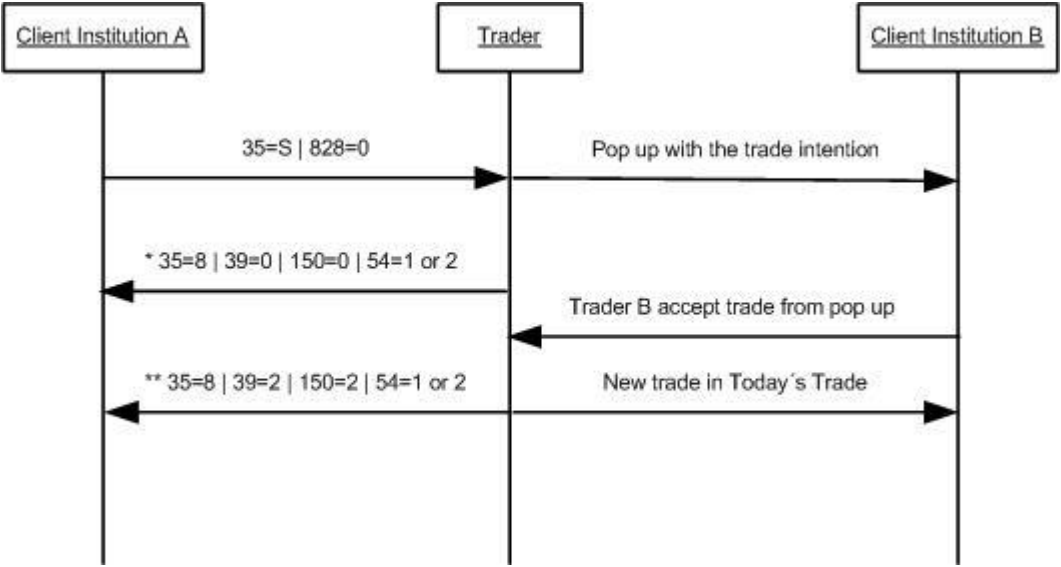 Client Institution A
Trader
Client Institution B
35=S | 828=0
Pop up with the trade intention
* 35=8 | 39=0 | 150=0 | 54=1 or 2
Trader B accept trade from pop up
** 35=8 | 39=2 | 150=2 | 54=1 or 2
New trade in Today´s Trade